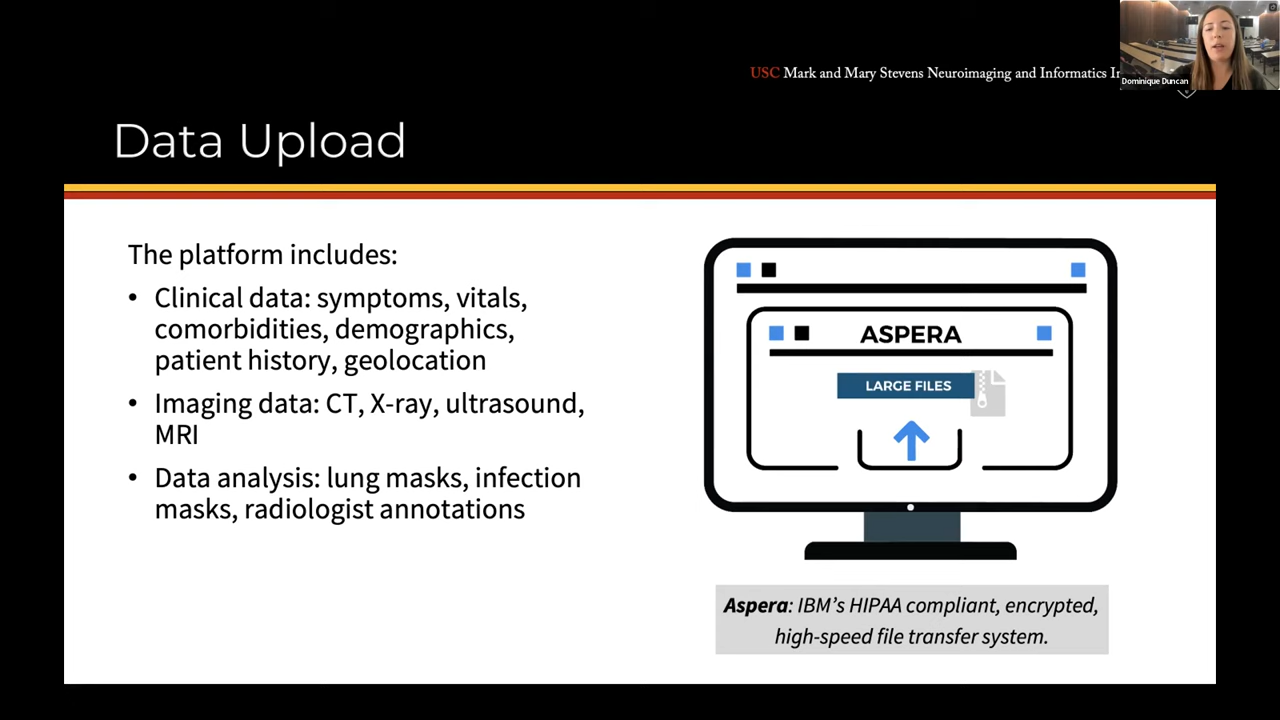 USC Mark and Mary Stevens Neuroimaging and Informatics
Dominique Duncan
Data Upload
The platform includes:
• Clinical data: symptoms, vitals,
comorbidities, demographics,
patient history, geolocation
• Imaging data: CT, X-ray, ultrasound,
MRI
• Data analysis: lung masks, infection
masks, radiologist annotations
ASPERA
LARGE FILES
Aspera: IBM’s HIPAA compliant, encrypted,
high-speed file transfer system.